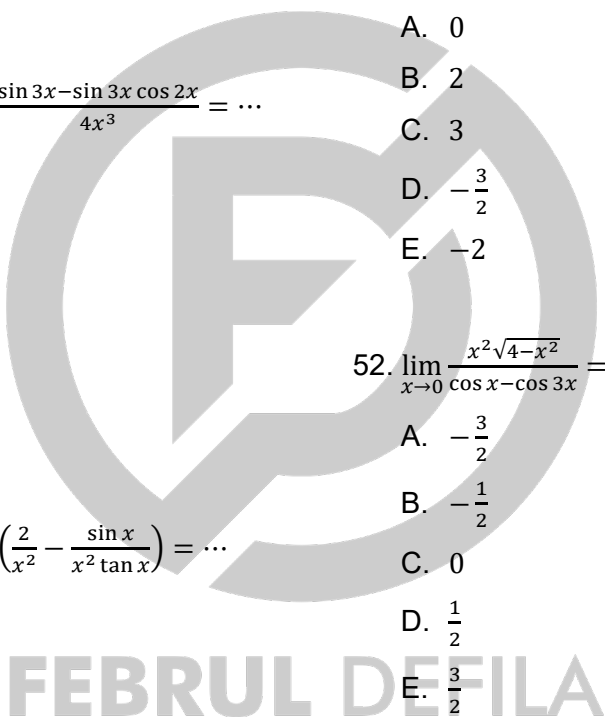 sin 3x−sin 3x cos 2x / 4x³ = ⋯
(2/x² − sin x / x² tan x) = ⋯
A. 0
B. 2
C. 3
D. −3/2
E. −2
52. lim x→0 x²√(4−x²) / cos x−cos 3x =
A. −3/2
B. −1/2
C. 0
D. 1/2
E. 3/2
FEBRUL DEFILA